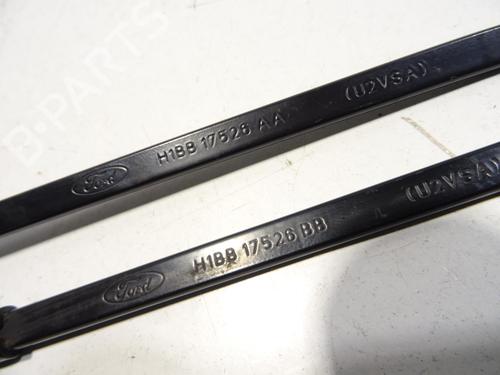 B-PARTS
Ford H1BB 17526 AA (U2VSA)
Ford H1BB 17526 BB (U2VSA)